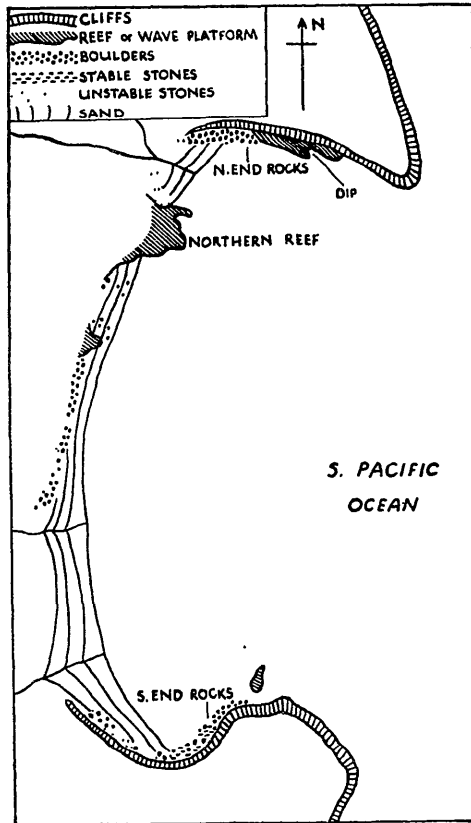 CLIFFS
REEF or WAVE PLATFORM
BOULDERS
STABLE STONES
UNSTABLE STONES
SAND
N
N. END ROCKS
DIP
NORTHERN REEF
S. PACIFIC
OCEAN
S. END ROCKS